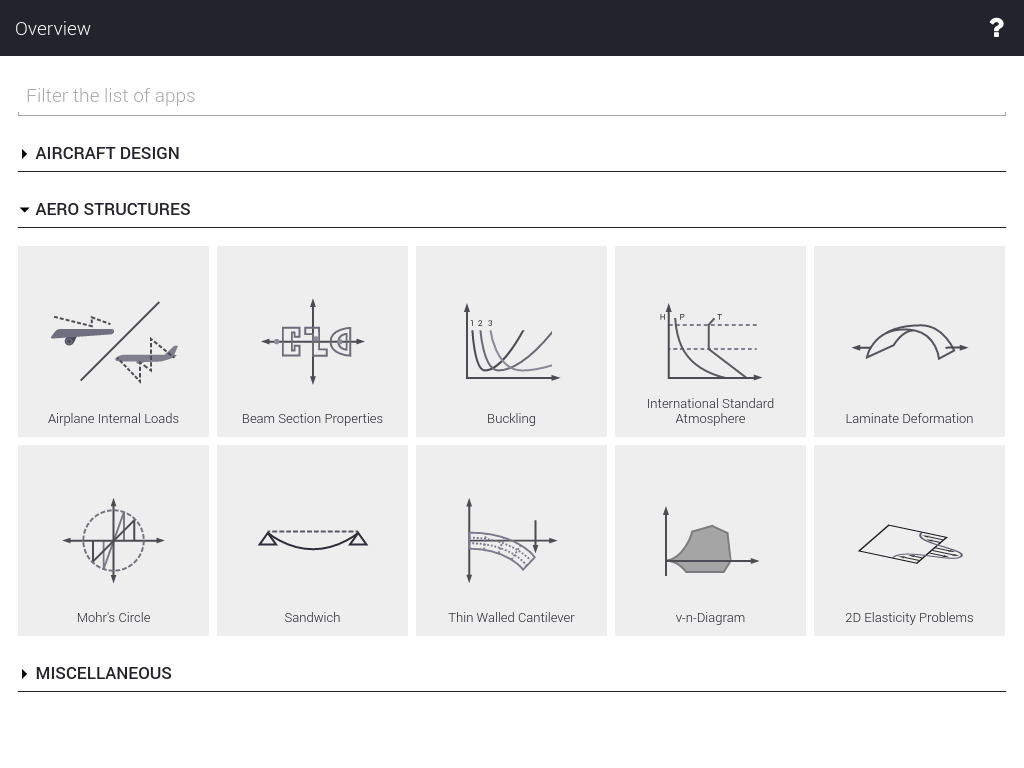 Overview
?
Filter the list of apps
AIRCRAFT DESIGN
AERO STRUCTURES
Airplane Internal Loads
Beam Section Properties
1 2 3
Buckling
H P T
International Standard
Atmosphere
Laminate Deformation
Mohr's Circle
Sandwich
Thin Walled Cantilever
v-n-Diagram
2D Elasticity Problems
MISCELLANEOUS